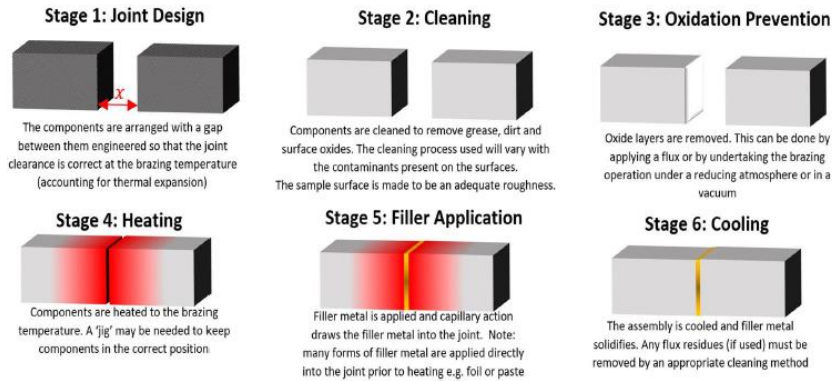 Stage 1: Joint Design
x
The components are arranged with a gap
between them engineered so that the joint
clearance is correct at the brazing temperature
(accounting for thermal expansion)
Stage 2: Cleaning
Components are cleaned to remove grease, dirt and
surface oxides. The cleaning process used will vary with
the contaminants present on the surfaces.
The sample surface is made to be an adequate roughness.
Stage 3: Oxidation Prevention
Oxide layers are removed. This can be done by
applying a flux or by undertaking the brazing
operation under a reducing atmosphere or in a
vacuum
Stage 4: Heating
Components are heated to the brazing
temperature. A ‘jig’ may be needed to keep
components in the correct position
Stage 5: Filler Application
Filler metal is applied and capillary action
draws the filler metal into the joint. Note:
many forms of filler metal are applied directly
into the joint prior to heating e.g. foil or paste
Stage 6: Cooling
The assembly is cooled and filler metal
solidifies. Any flux residues (if used) must be
removed by an appropriate cleaning method